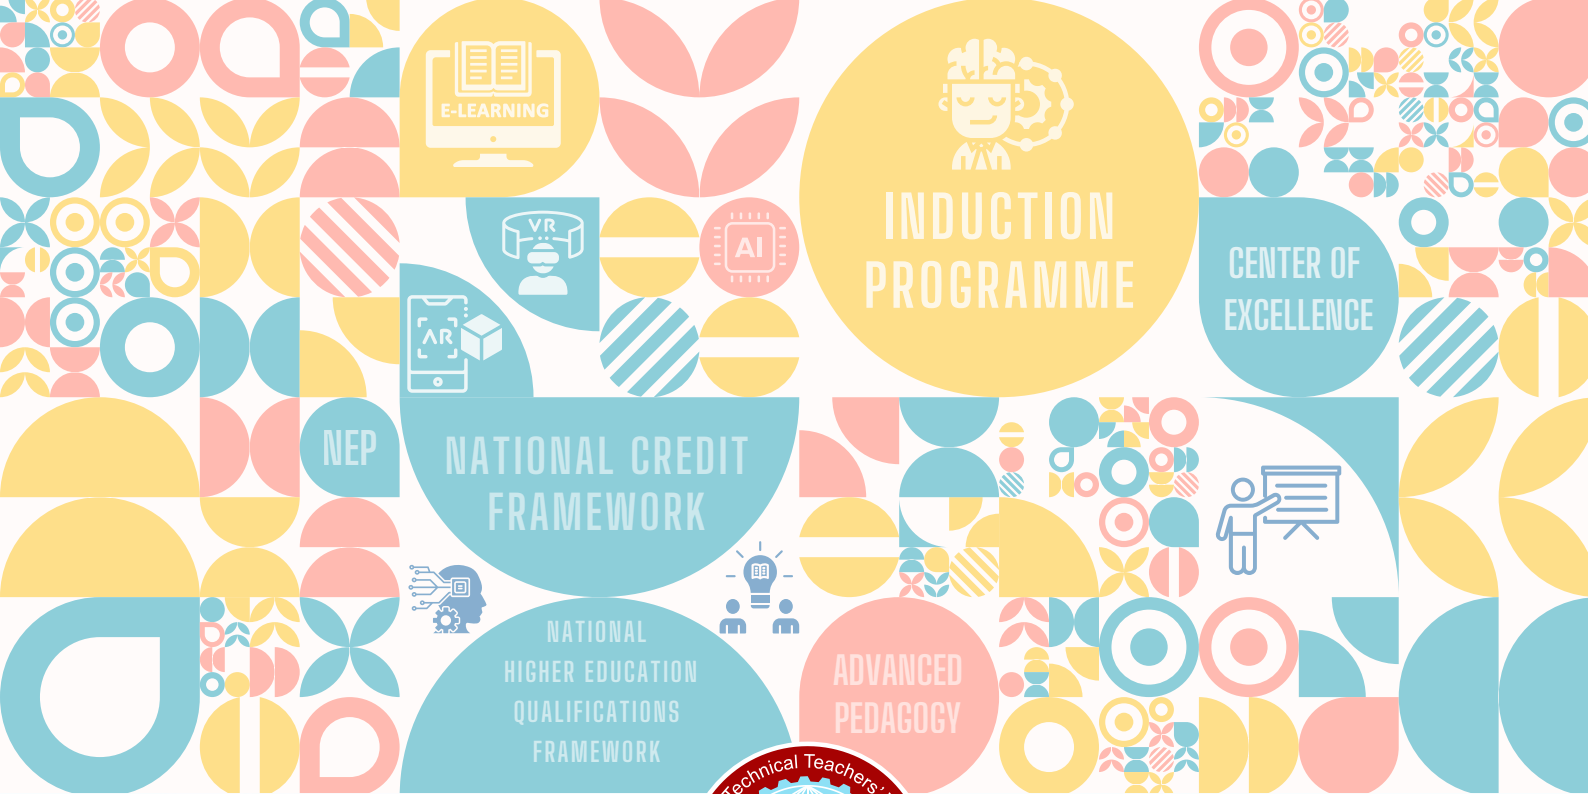 E-LEARNING
VR
AI
AR
INDUCTION
PROGRAMME
CENTER OF
EXCELLENCE
NEP
NATIONAL CREDIT
FRAMEWORK
NATIONAL
HIGHER EDUCATION
QUALIFICATIONS
FRAMEWORK
ADVANCED
PEDAGOGY
Technical Teachers'